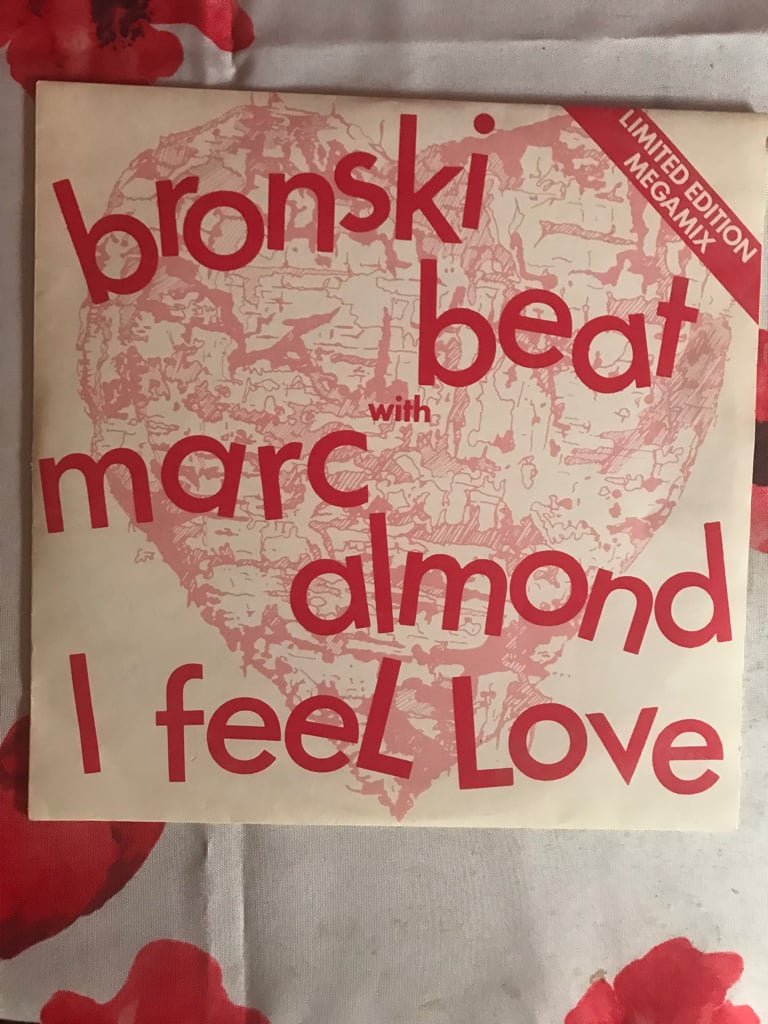 LIMITED EDITION
MEGAMIX
bronski
beat
with
marc
almond
I feeL Love